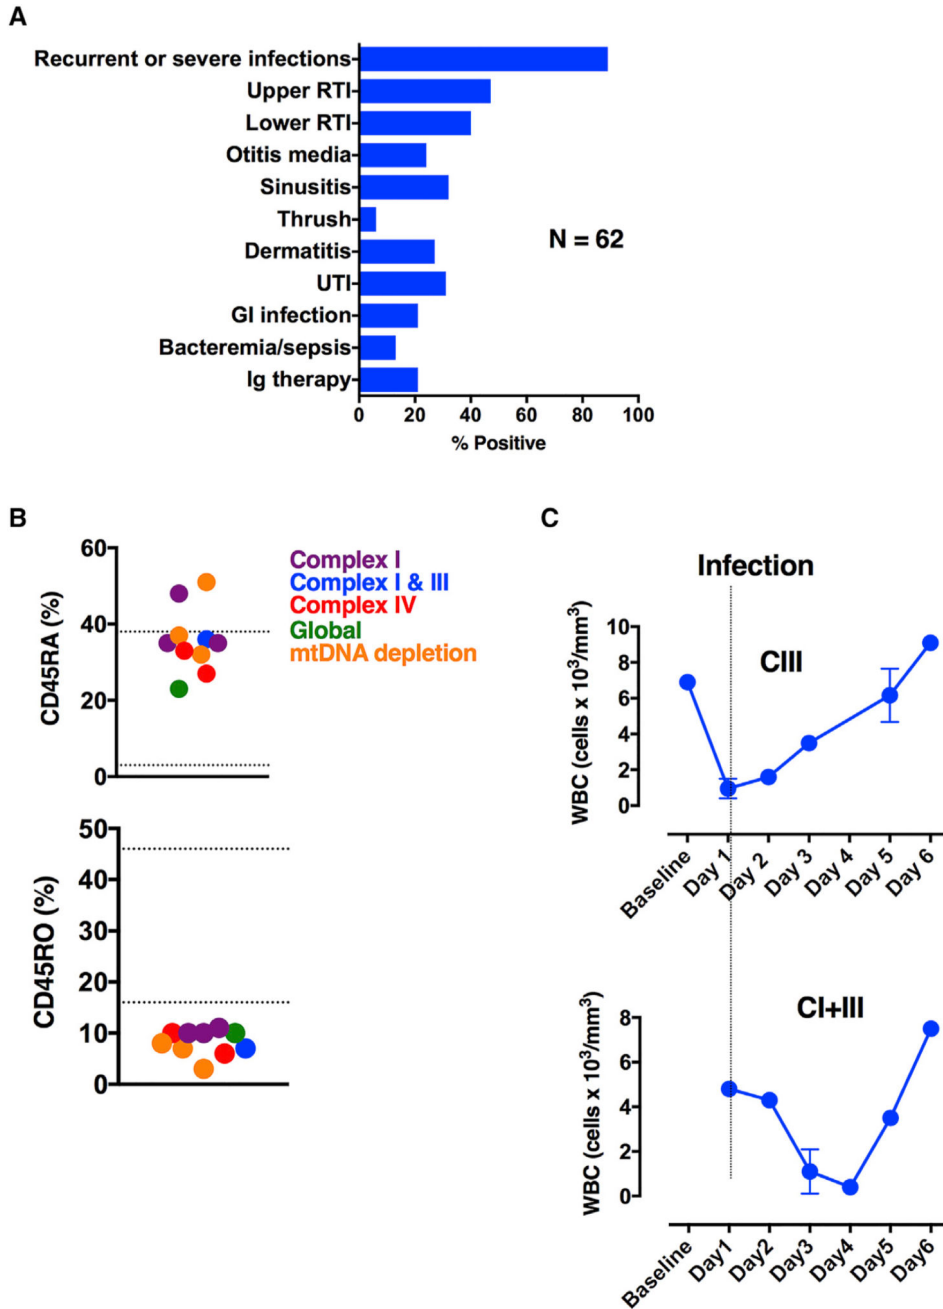 A
Recurrent or severe infections
Upper RTI
Lower RTI
Otitis media
Sinusitis
Thrush
Dermatitis
UTI
GI infection
Bacteremia/sepsis
Ig therapy
N = 62
0 20 40 60 80 100
% Positive
B
CD45RA (%)
60
40
20
0
Complex I
Complex I & III
Complex IV
Global
mtDNA depletion
CD45RO (%)
50
40
30
20
10
0
C
Infection
CIII
WBC (cells x 10³/mm³)
10
8
6
4
2
0
Baseline
Day 1
Day 2
Day 3
Day 4
Day 5
Day 6
CI+III
WBC (cells x 10³/mm³)
8
6
4
2
0
Baseline
Day1
Day2
Day3
Day4
Day5
Day6